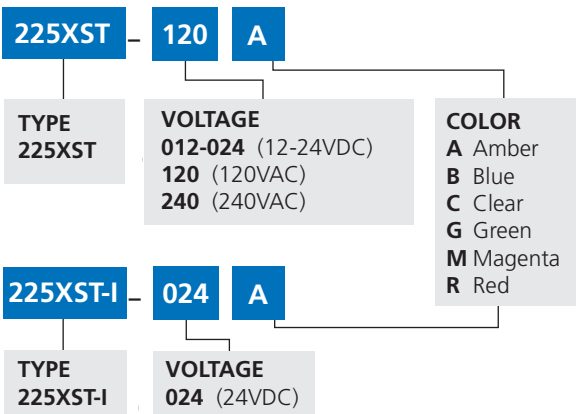 225XST – 120 A
TYPE
225XST
VOLTAGE
012-024 (12-24VDC)
120 (120VAC)
240 (240VAC)
COLOR
A Amber
B Blue
C Clear
G Green
M Magenta
R Red
225XST-I – 024 A
TYPE
225XST-I
VOLTAGE
024 (24VDC)